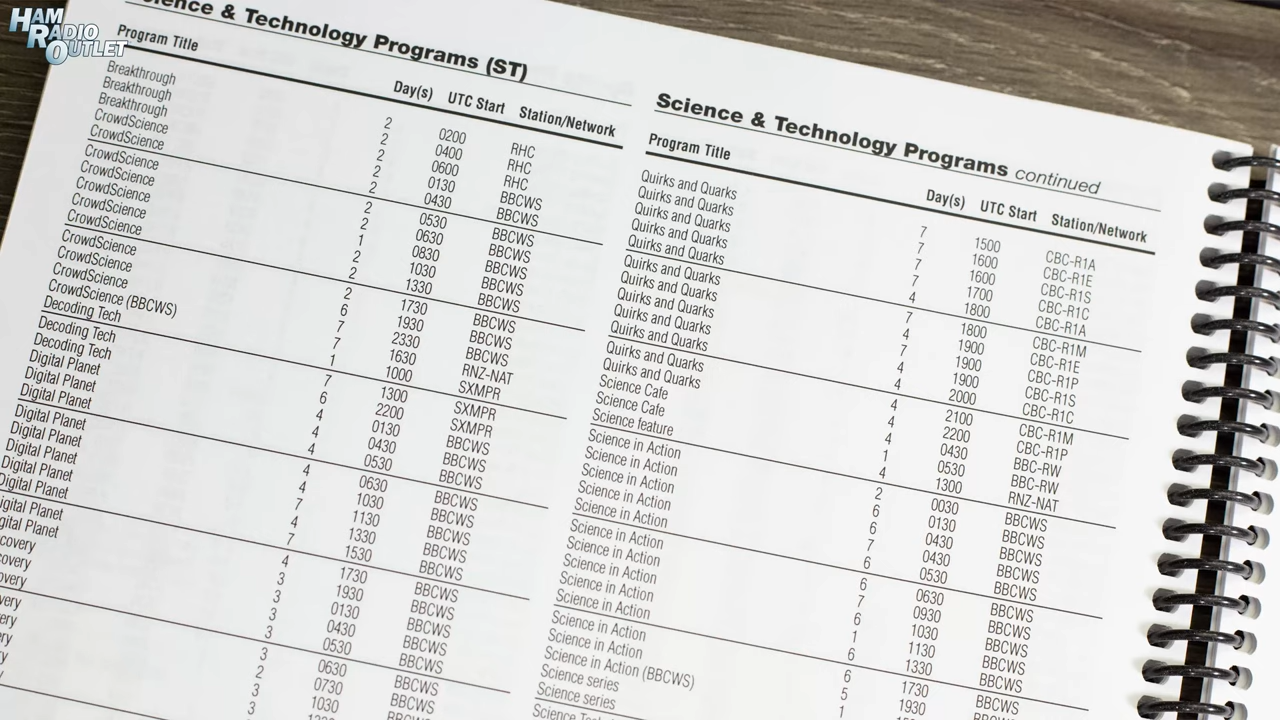 HAM RADIO OUTLET
Science & Technology Programs (ST)
Program Title Day(s) UTC Start Station/Network
Breakthrough 2 0200 RHC
Breakthrough 2 0400 RHC
Breakthrough 2 0600 RHC
CrowdScience 2 0130 BBCWS
CrowdScience 2 0430 BBCWS
CrowdScience 2 0530 BBCWS
CrowdScience 2 0630 BBCWS
CrowdScience 1 0830 BBCWS
CrowdScience 2 1030 BBCWS
CrowdScience 2 1330 BBCWS
CrowdScience 2 1730 BBCWS
CrowdScience 6 1930 BBCWS
CrowdScience 7 2330 BBCWS
CrowdScience (BBCWS) 7 1630 RNZ-NAT
Decoding Tech 1 1000 SXMPR
Decoding Tech 7 1300 SXMPR
Decoding Tech 6 2200 SXMPR
Digital Planet 4 0130 BBCWS
Digital Planet 4 0430 BBCWS
Digital Planet 4 0530 BBCWS
Digital Planet 4 0630 BBCWS
Digital Planet 4 1030 BBCWS
Digital Planet 7 1130 BBCWS
Digital Planet 4 1330 BBCWS
Digital Planet 7 1530 BBCWS
gital Planet 4 1730 BBCWS
gital Planet 3 1930 BBCWS
covery 3 0130 BBCWS
covery 3 0430 BBCWS
overy 3 0530 BBCWS
very 3 0630 BBCWS
ery 2 0730 BBCWS
ry 3 1030 BBCWS
Science & Technology Programs continued
Program Title Day(s) UTC Start Station/Network
Quirks and Quarks 7 1500 CBC-R1A
Quirks and Quarks 7 1600 CBC-R1E
Quirks and Quarks 7 1600 CBC-R1S
Quirks and Quarks 7 1700 CBC-R1C
Quirks and Quarks 4 1800 CBC-R1A
Quirks and Quarks 7 1800 CBC-R1M
Quirks and Quarks 4 1900 CBC-R1E
Quirks and Quarks 7 1900 CBC-R1P
Quirks and Quarks 4 1900 CBC-R1S
Quirks and Quarks 4 2000 CBC-R1C
Quirks and Quarks 4 2100 CBC-R1M
Quirks and Quarks 4 2200 CBC-R1P
Science Cafe 4 0430 BBC-RW
Science Cafe 1 0530 BBC-RW
Science feature 4 1300 RNZ-NAT
Science in Action 2 0030 BBCWS
Science in Action 6 0130 BBCWS
Science in Action 6 0430 BBCWS
Science in Action 7 0430 BBCWS
Science in Action 0530 BBCWS
Science in Action 6 0630 BBCWS
Science in Action 7 0930 BBCWS
Science in Action 6 1030 BBCWS
Science in Action 1 1130 BBCWS
Science in Action 1330 BBCWS
Science in Action 6 1730 BBCWS
Science in Action 5 1930
Science in Action (BBCWS) 1
Science series
Science series